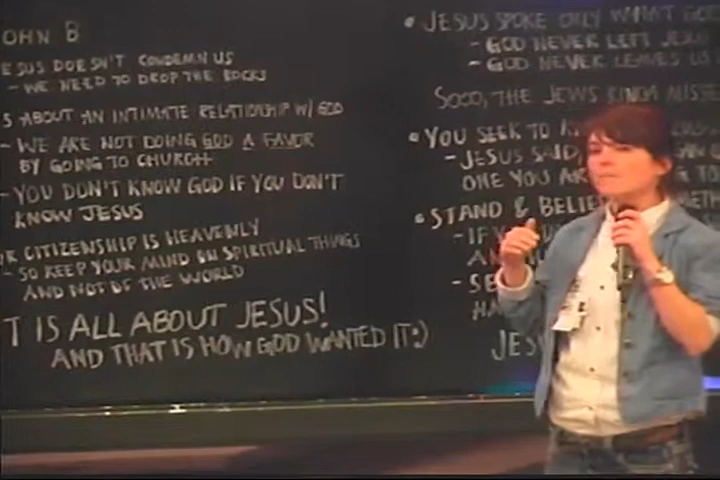 OHN 8
ESUS DOESN'T CONDEMN US
- WE NEED TO DROP THE ROCKS
S ABOUT AN INTIMATE RELATIONSHIP W/ GOD
- WE ARE NOT DOING GOD A FAVOR
BY GOING TO CHURCH
- YOU DON'T KNOW GOD IF YOU DON'T
KNOW JESUS
R CITIZENSHIP IS HEAVENLY
- SO KEEP YOUR MIND ON SPIRITUAL THINGS
AND NOT OF THE WORLD
T IS ALL ABOUT JESUS!
AND THAT IS HOW GOD WANTED IT:)
• JESUS SPOKE ONLY WHAT GOD
- GOD NEVER LEFT JESU
- GOD NEVER LEAVES US
SOOO, THE JEWS KINDA MISSE
• YOU SEEK TO
- JESUS SAID
ONE YOU
• STAND & BELIE
- IF
AN
- SE
HA
JES